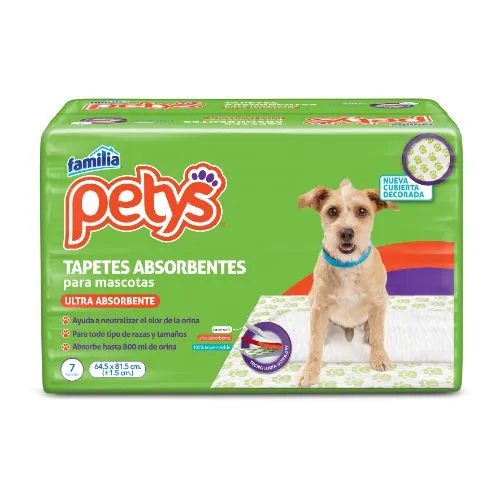 TAPETES
familia
petys
NUEVA
CUBIERTA
DECORADA
TAPETES ABSORBENTES
para mascotas
ULTRA ABSORBENTE
Ayuda a neutralizar el olor de la orina
Para todo tipo de razas y tamaños
Absorbe hasta 800 ml de orina
7
64.5 x 81.5 cm.
(± 1.5 cm.)